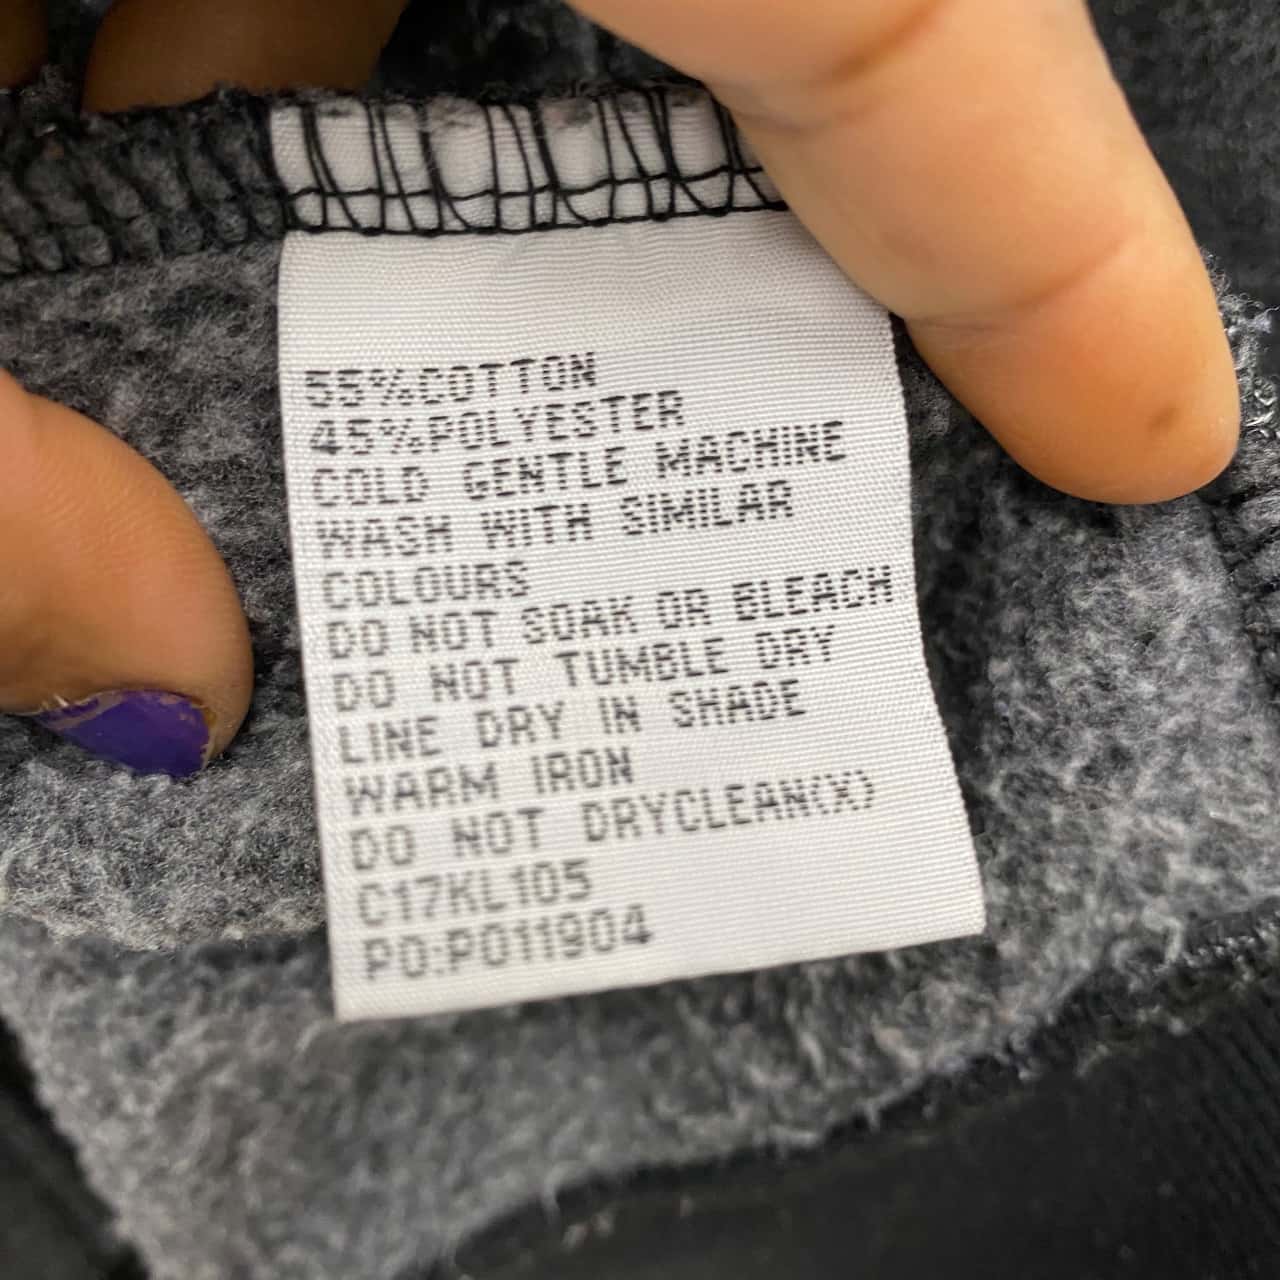 55%COTTON
45%POLYESTER
COLD GENTLE MACHINE
WASH WITH SIMILAR
COLOURS
DO NOT SOAK OR BLEACH
DO NOT TUMBLE DRY
LINE DRY IN SHADE
WARM IRON
DO NOT DRYCLEAN(X)
C17KL105
PO:P011904